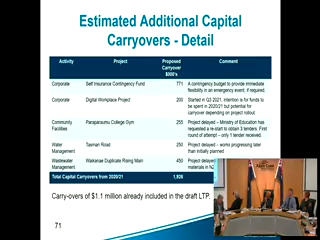 Estimated Additional Capital
Carryovers - Detail
Activity Project Proposed Carryover $000's Comment
Corporate Self Insurance Contingency Fund 771 A contingency budget to provide immediate
flexibility in an emergency event, if required.
Corporate Digital Workplace Project 200 Started in Q3 2021, intention is for funds to
be spent in 2020/21 but potential for
carryover depending on project rollout
Community Facilities Paraparaumu College Gym 255 Project delayed – Ministry of Education has
requested a re-start to obtain 3 tenders. First
round of attempt – only 1 tender received.
Water Management Tasman Road 250 Project delayed – works progressing later
than initially planned
Wastewater Management Waikanae Duplicate Rising Main 450 Project delayed
materials in N
Total Capital Carryovers from 2020/21 1,926
Carry-overs of $1.1 million already included in the draft LTP.
71